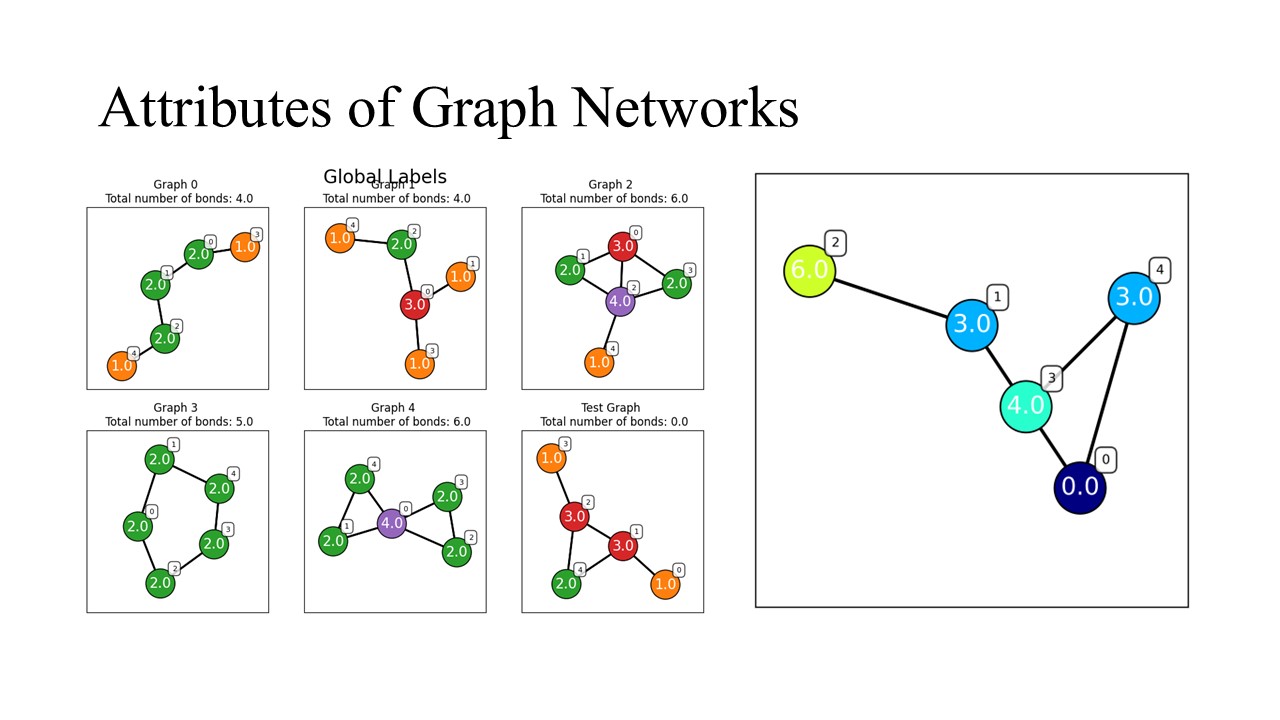 Attributes of Graph Networks
Global Labels
Graph 0
Total number of bonds: 4.0
2.0 0
1.0 3
2.0 1
2.0 2
1.0 4
Graph 1
Total number of bonds: 4.0
1.0 4
2.0 2
1.0 1
3.0 0
1.0 3
Graph 2
Total number of bonds: 6.0
3.0 0
2.0 1
2.0 3
4.0 2
1.0 4
Graph 3
Total number of bonds: 5.0
2.0 1
2.0 4
2.0 0
2.0 3
2.0 2
Graph 4
Total number of bonds: 6.0
2.0 4
2.0 3
4.0 0
2.0 1
2.0 2
Test Graph
Total number of bonds: 0.0
1.0 3
3.0 2
3.0 1
2.0 4
1.0 0
6.0 2
3.0 4
3.0 1
4.0 3
0.0 0